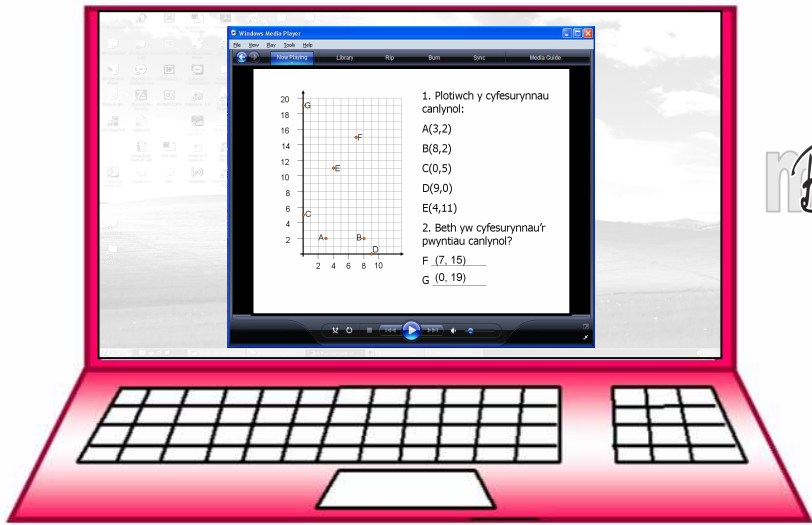 Windows Media Player
File View Play Tools Help
Now Playing Library Rip Burn Sync Media Guide
20
18
16
14
12
10
8
6
4
2
2 4 6 8 10
G
F
E
C
A
B
D
1. Plotiwch y cyfesurynnau
canlynol:
A(3,2)
B(8,2)
C(0,5)
D(9,0)
E(4,11)
2. Beth yw cyfesurynnau'r
pwyntiau canlynol?
F (7, 15)
G (0, 19)